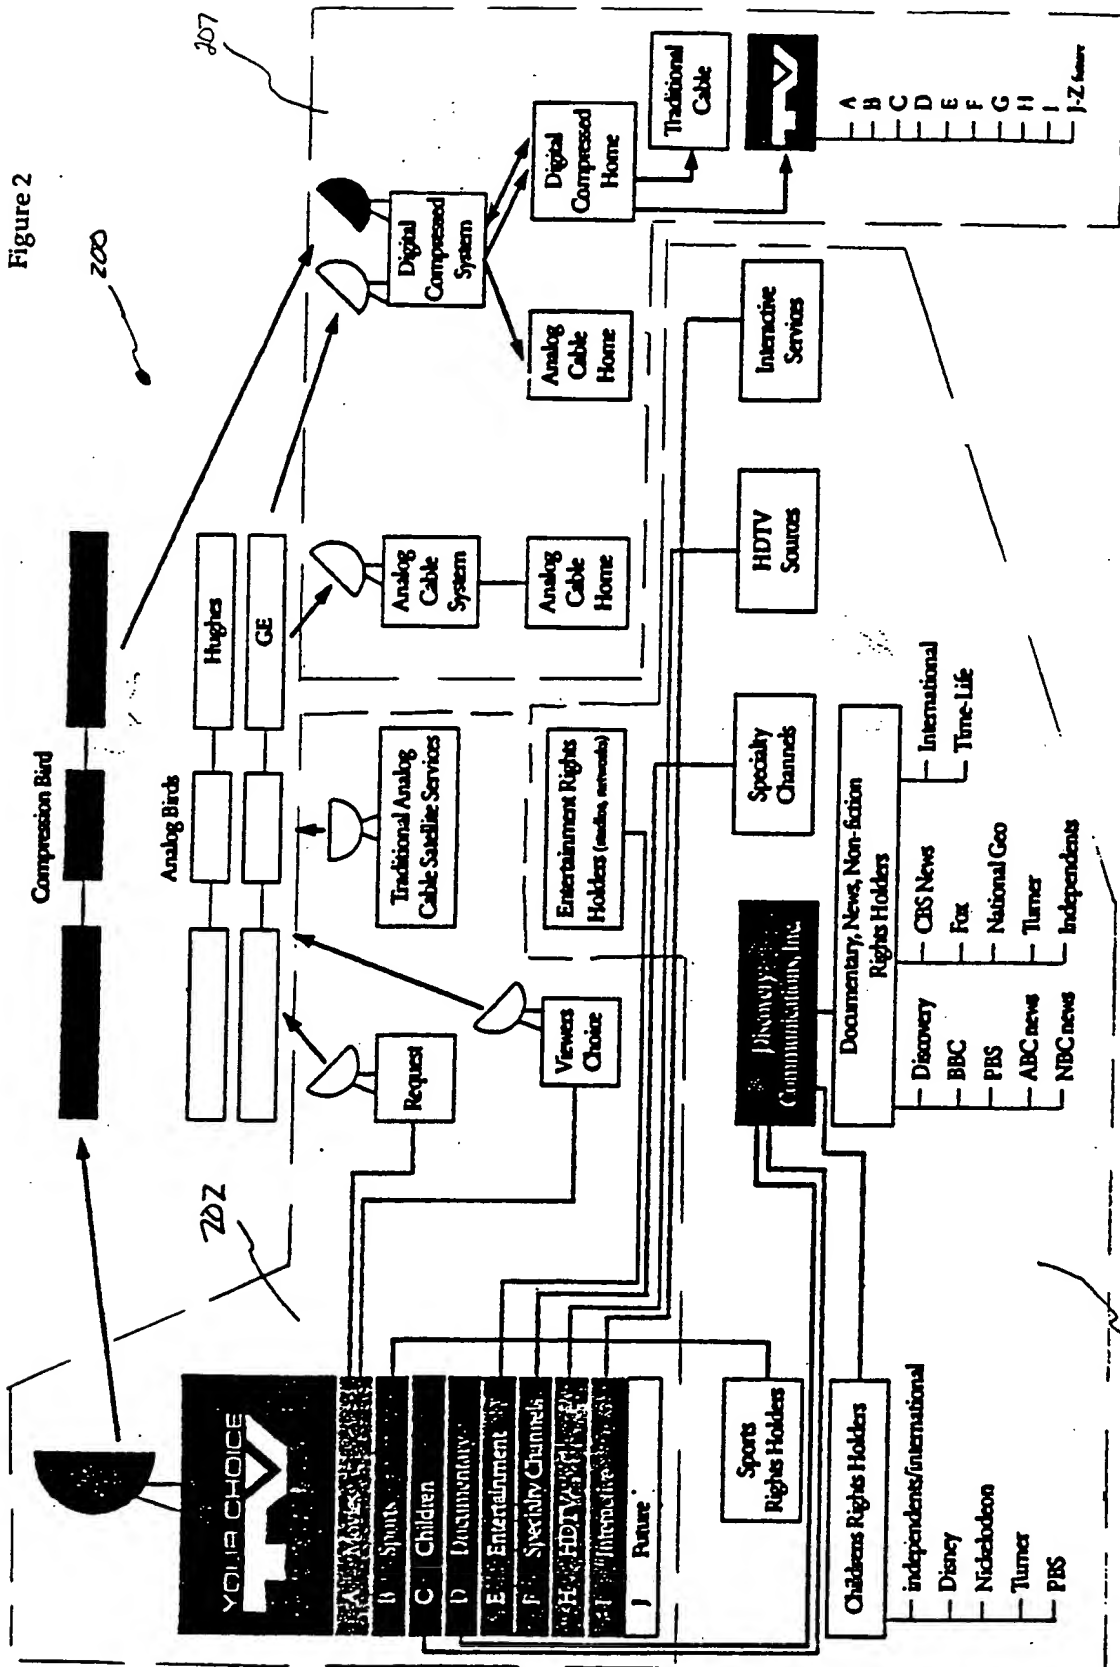 Figure 2
200
207
202
Compression Bird
Analog Birds
Hughes
GE
YOUR CHOICE
TV
A Movies
B Sports
C Children
D Documentary
E Entertainment
F Specialty Channels
H HDTV
I Interactive
J Future
Request
Viewers
Choice
Traditional Analog
Cable Satellite Services
Entertainment Rights
Holders (studios, networks)
Analog
Cable
System
Analog
Cable
Home
Digital
Compressed
System
Analog
Cable
Home
Digital
Compressed
Home
Traditional
Cable
TV
A
B
C
D
E
F
G
H
I
J-Z future
Sports
Rights Holders
Discovery
Communications, Inc.
Specialty
Channels
HDTV
Sources
Interactive
Services
Childrens Rights Holders
independents/international
Disney
Nickelodeon
Turner
PBS
Documentary, News, Non-fiction
Rights Holders
Discovery
BBC
PBS
ABC news
NBC news
CBS News
Fox
National Geo
Turner
Independents
International
Time-Life